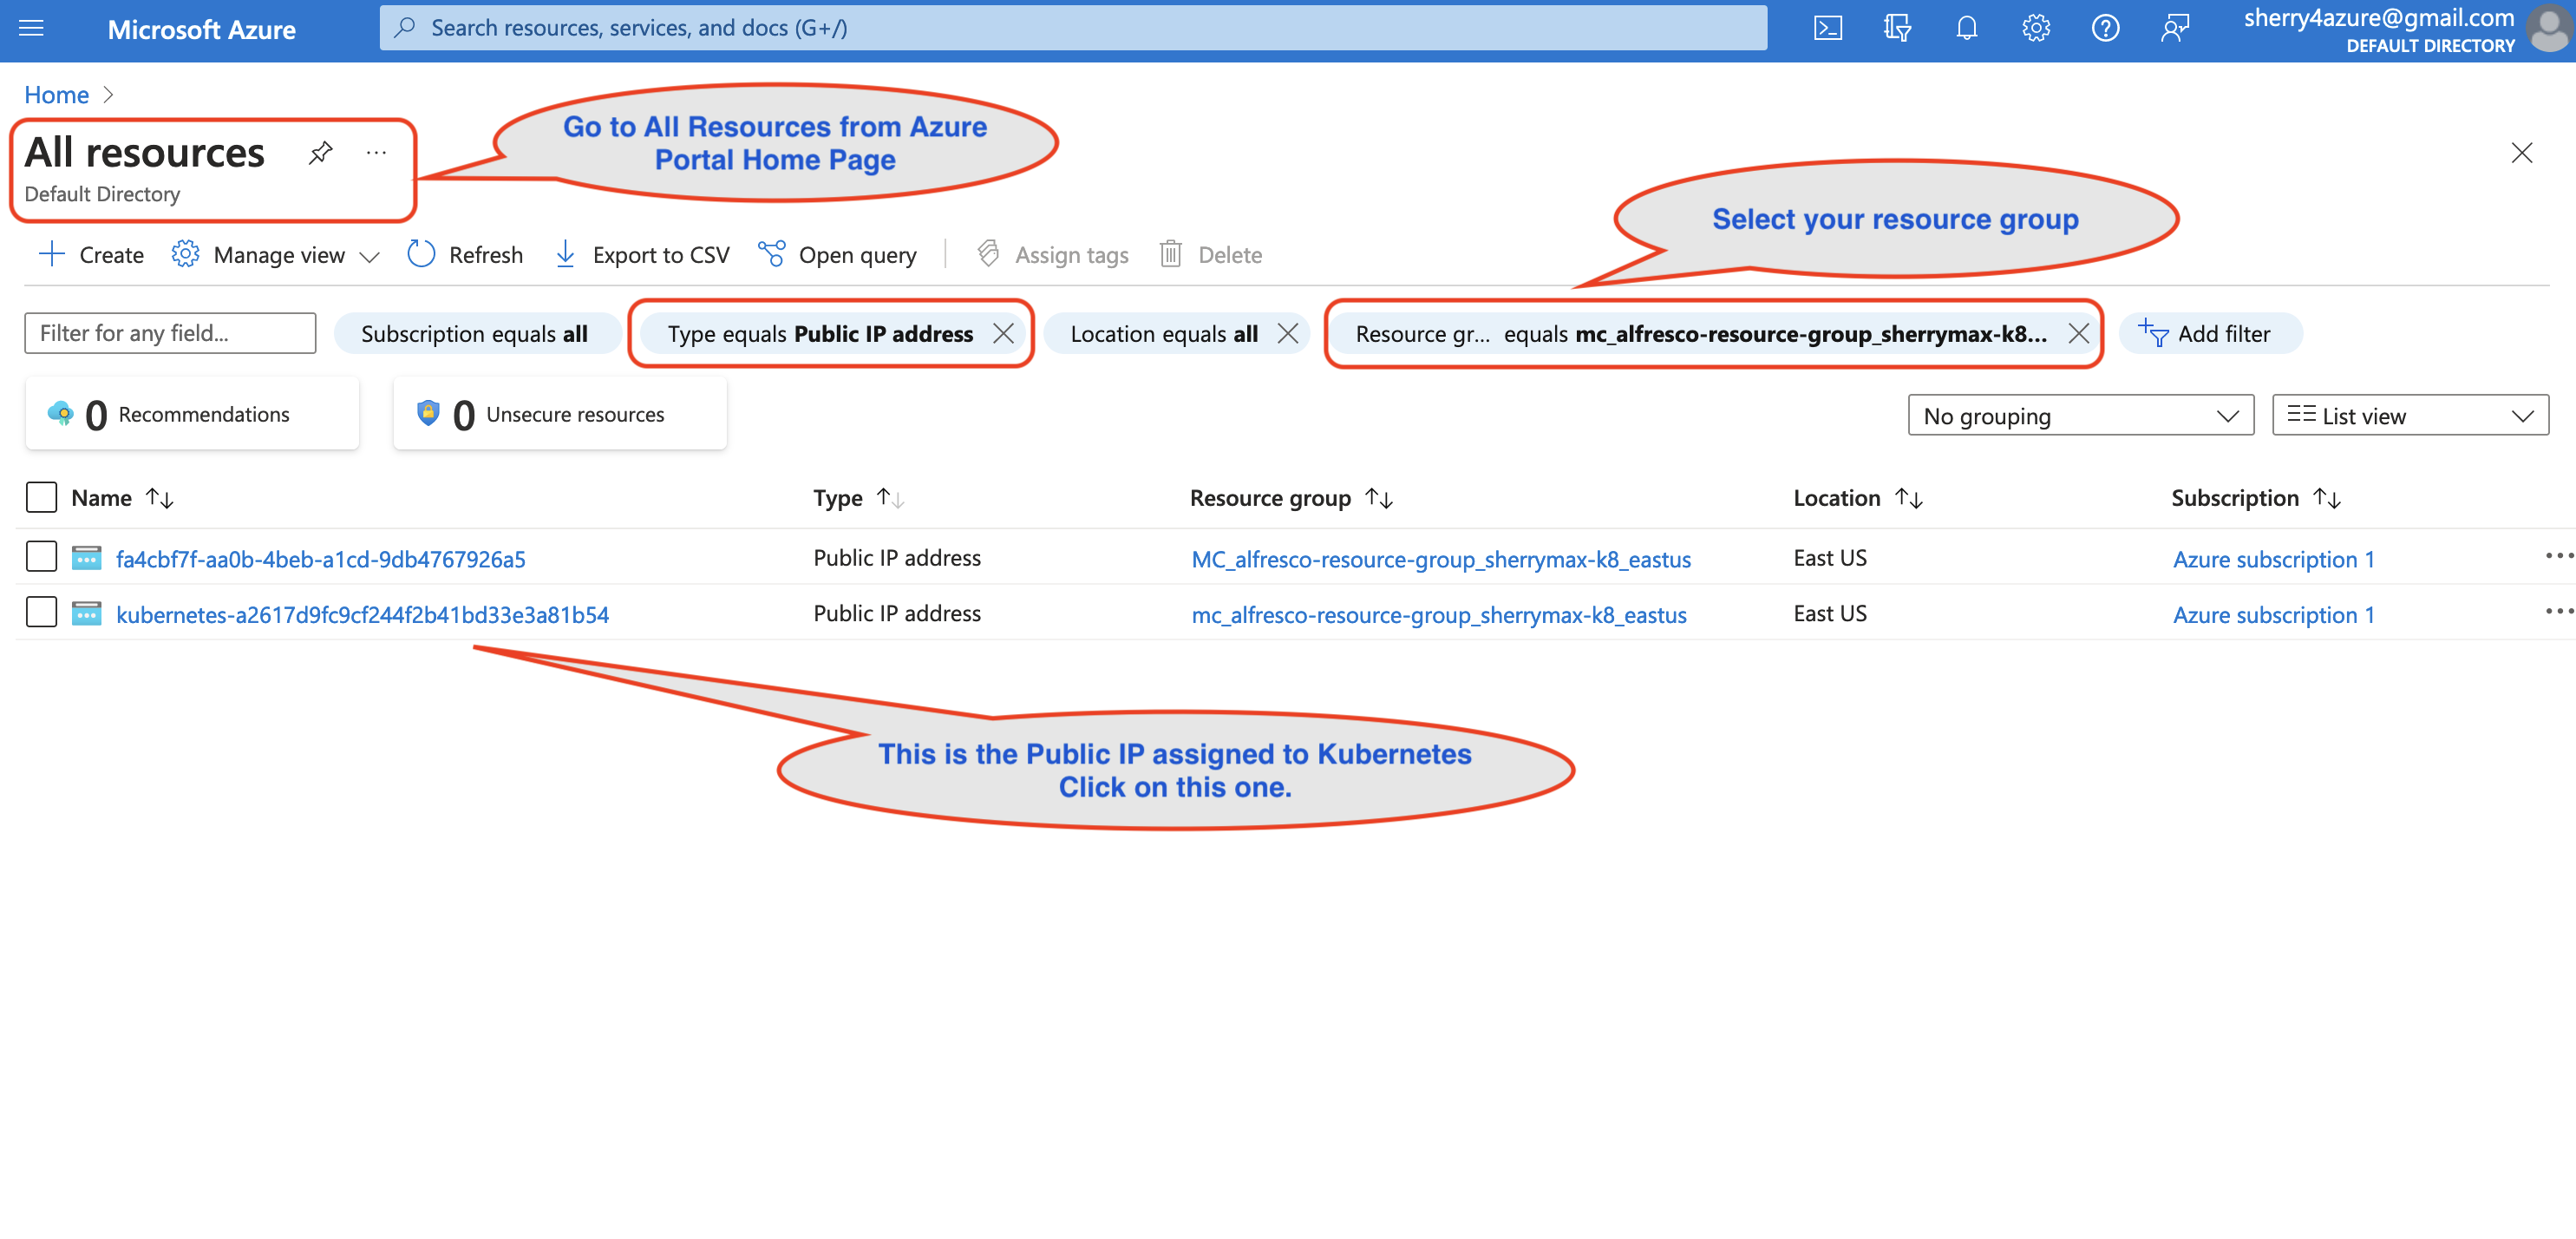 Microsoft Azure
Search resources, services, and docs (G+/)
sherry4azure@gmail.com
DEFAULT DIRECTORY
Home
All resources
...
Default Directory
Go to All Resources from Azure
Portal Home Page
Select your resource group
Create
Manage view
Refresh
Export to CSV
Open query
Assign tags
Delete
Filter for any field...
Subscription equals all
Type equals Public IP address
Location equals all
Resource gr... equals mc_alfresco-resource-group_sherrymax-k8...
Add filter
0 Recommendations
0 Unsecure resources
No grouping
List view
Name Type Resource group Location Subscription
fa4cbf7f-aa0b-4beb-a1cd-9db4767926a5 Public IP address MC_alfresco-resource-group_sherrymax-k8_eastus East US Azure subscription 1 ...
kubernetes-a2617d9fc9cf244f2b41bd33e3a81b54 Public IP address mc_alfresco-resource-group_sherrymax-k8_eastus East US Azure subscription 1 ...
This is the Public IP assigned to Kubernetes
Click on this one.